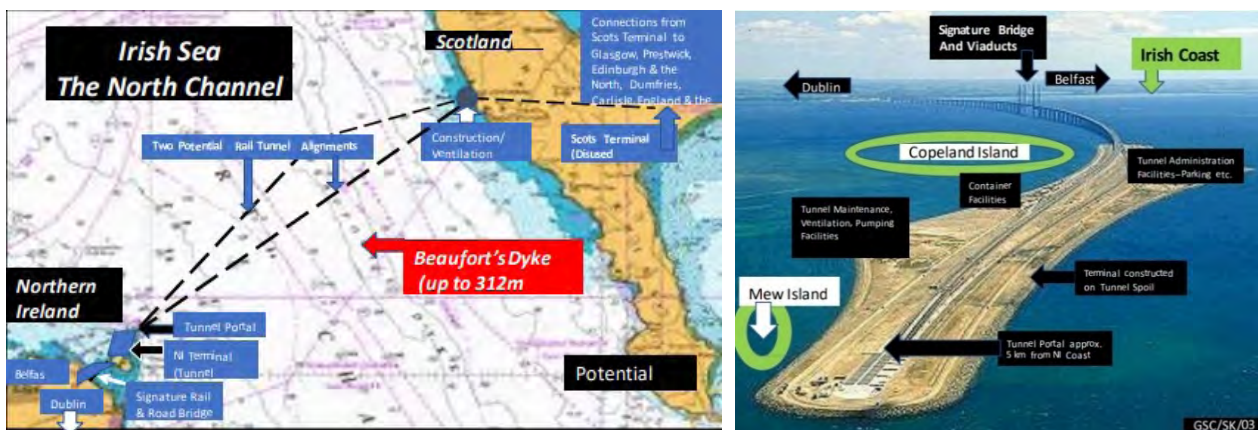 Irish Sea
The North Channel
Scotland
Connections from
Scots Terminal to
Glasgow, Prestwick,
Edinburgh & the
North, Dumfries,
Carlisle, England & the
Two Potential Rail Tunnel Alignments
Construction/
Ventilation
Scots Terminal
(Disused
Beaufort's Dyke
(up to 312m
Northern
Ireland
Tunnel Portal
NI Terminal
(Tunnel
Belfas
Dublin
Signature Rail
& Road Bridge
Potential
Signature Bridge
And Viaducts
Irish Coast
Dublin
Belfast
Copeland Island
Tunnel Administration
Facilities–Parking etc.
Container
Facilities
Tunnel Maintenance,
Ventilation, Pumping
Facilities
Terminal constructed
on Tunnel Spoil
Mew Island
Tunnel Portal approx.
5 km from NI Coast
GSC/SK/03